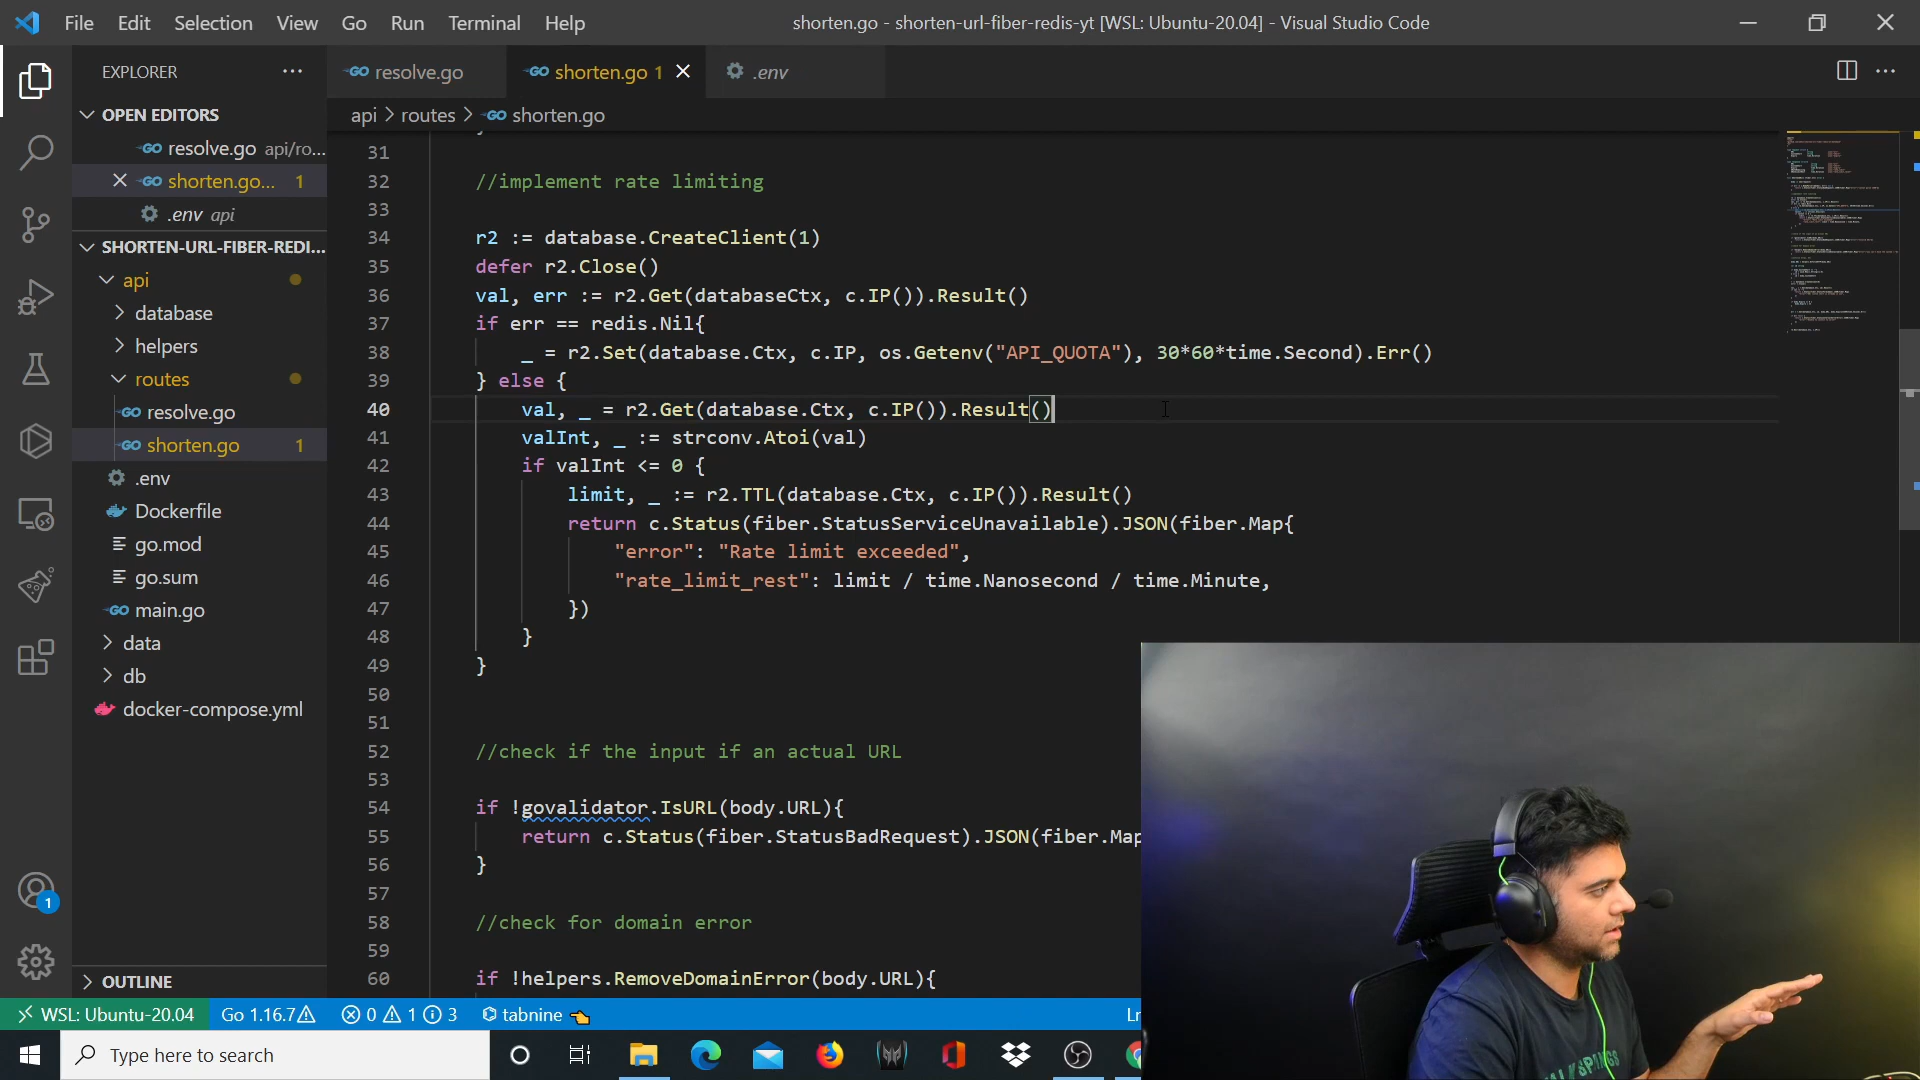 File Edit Selection View Go Run Terminal Help
shorten.go - shorten-url-fiber-redis-yt [WSL: Ubuntu-20.04] - Visual Studio Code
EXPLORER
OPEN EDITORS
resolve.go api/ro...
shorten.go... 1
.env api
SHORTEN-URL-FIBER-REDI...
api
database
helpers
routes
resolve.go
shorten.go 1
.env
Dockerfile
go.mod
go.sum
main.go
data
db
docker-compose.yml
OUTLINE
resolve.go shorten.go 1 .env
api > routes > shorten.go
31
32 //implement rate limiting
33
34 r2 := database.CreateClient(1)
35 defer r2.Close()
36 val, err := r2.Get(databaseCtx, c.IP()).Result()
37 if err == redis.Nil{
38 _ = r2.Set(database.Ctx, c.IP, os.Getenv("API_QUOTA"), 30*60*time.Second).Err()
39 } else {
40 val, _ = r2.Get(database.Ctx, c.IP()).Result()
41 valInt, _ := strconv.Atoi(val)
42 if valInt <= 0 {
43 limit, _ := r2.TTL(database.Ctx, c.IP()).Result()
44 return c.Status(fiber.StatusServiceUnavailable).JSON(fiber.Map{
45 "error": "Rate limit exceeded",
46 "rate_limit_rest": limit / time.Nanosecond / time.Minute,
47 })
48 }
49 }
50
51
52 //check if the input if an actual URL
53
54 if !govalidator.IsURL(body.URL){
55 return c.Status(fiber.StatusBadRequest).JSON(fiber.Map
56 }
57
58 //check for domain error
59
60 if !helpers.RemoveDomainError(body.URL){
1
WSL: Ubuntu-20.04 Go 1.16.7 0 1 3 tabnine Ln
Type here to search